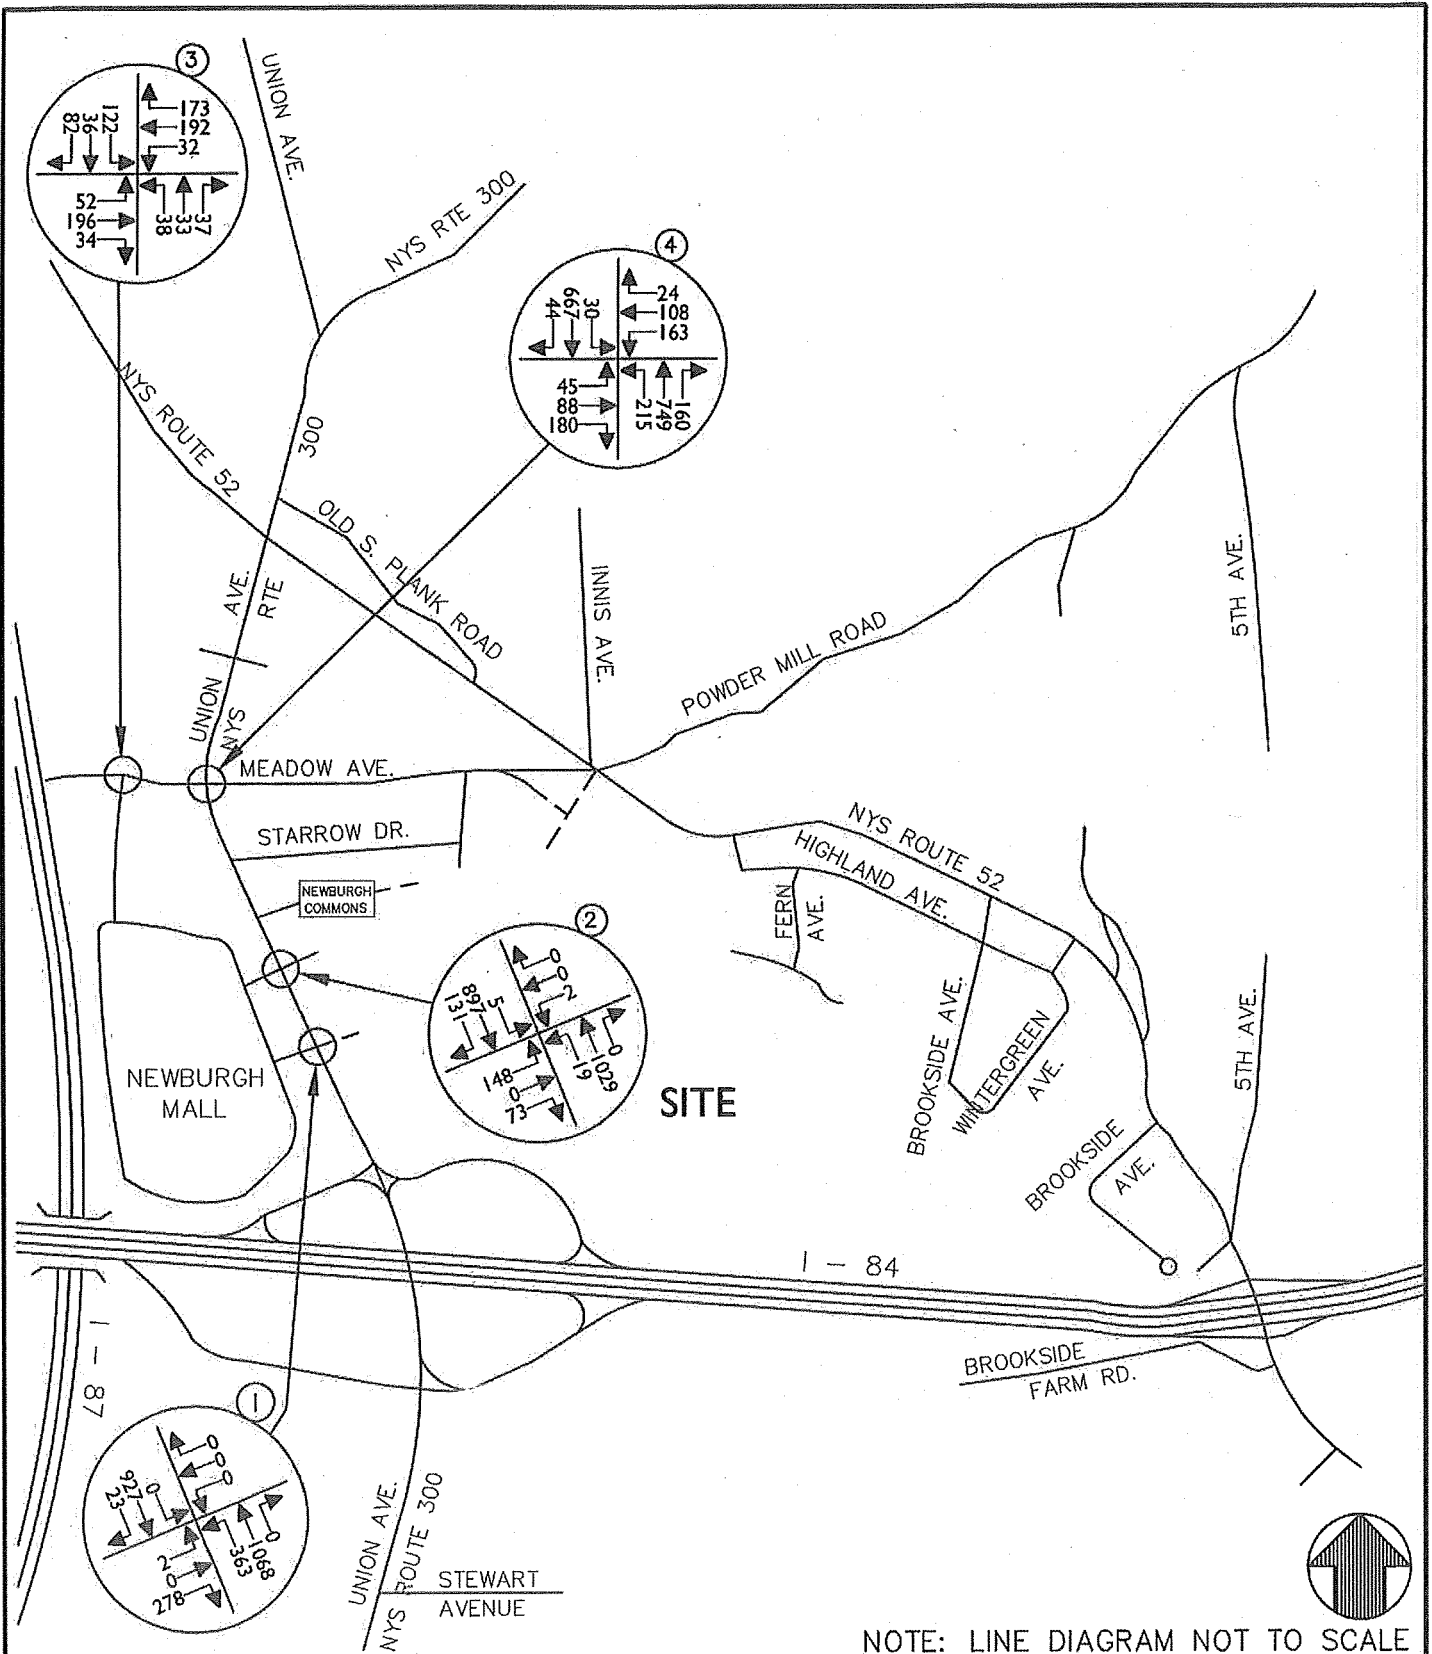 3
173
192
32
122
36
82
52
196
34
38
33
37
UNION AVE.
NYS RTE 300
4
24
108
163
30
667
44
45
88
180
215
749
160
NYS ROUTE 52
300
OLD S. PLANK ROAD
AVE.
RTE
UNION
NYS
INNIS AVE.
POWDER MILL ROAD
5TH AVE.
MEADOW AVE.
STARROW DR.
NEWBURGH
COMMONS
NYS ROUTE 52
HIGHLAND AVE.
FERN
AVE.
2
0
0
2
5
897
131
148
0
73
19
1029
0
SITE
NEWBURGH
MALL
BROOKSIDE AVE.
WINTERGREEN
AVE.
5TH AVE.
BROOKSIDE
AVE.
I - 84
I - 87
BROOKSIDE
FARM RD.
1
0
0
0
0
927
23
2
0
278
363
1068
0
UNION AVE.
NYS ROUTE 300
STEWART
AVENUE
NOTE: LINE DIAGRAM NOT TO SCALE